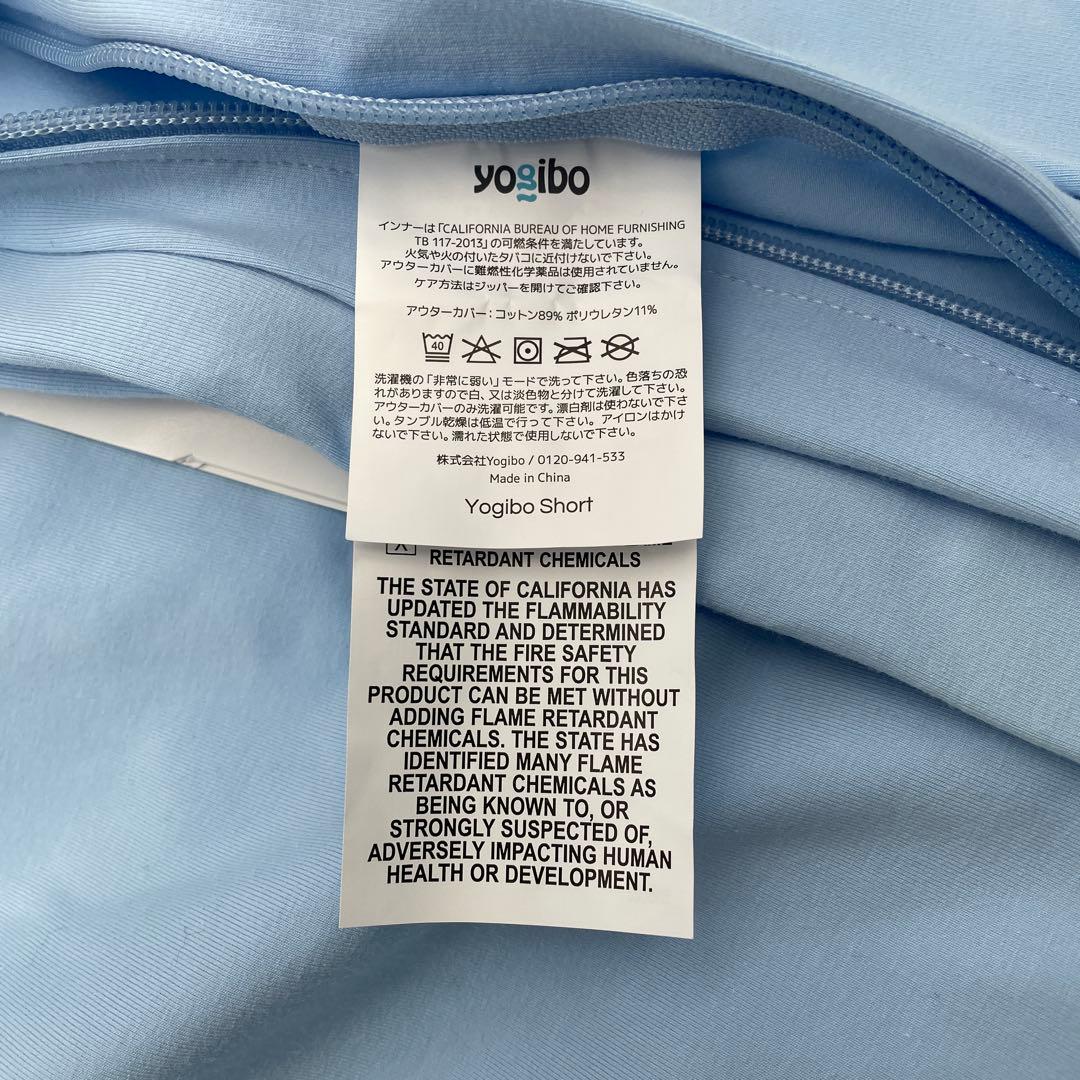 yogibo
インナーは「CALIFORNIA BUREAU OF HOME FURNISHING
TB 117-2013」の可燃条件を満たしています。
火気や火の付いたタバコに近付けないで下さい。
アウターカバーに難燃性化学薬品は使用されていません。
ケア方法はジッパーを開けてご確認下さい。
アウターカバー：コットン89% ポリウレタン11%
40
洗濯機の「非常に弱い」モードで洗って下さい。色落ちの恐
れがありますので白、又は淡色物と分けて洗濯して下さい。
アウターカバーのみ洗濯可能です。漂白剤は使わないで下さ
い。タンブル乾燥は低温で行って下さい。 アイロンはかけ
ないで下さい。濡れた状態で使用しないで下さい。
株式会社Yogibo / 0120-941-533
Made in China
Yogibo Short
RETARDANT CHEMICALS
THE STATE OF CALIFORNIA HAS
UPDATED THE FLAMMABILITY
STANDARD AND DETERMINED
THAT THE FIRE SAFETY
REQUIREMENTS FOR THIS
PRODUCT CAN BE MET WITHOUT
ADDING FLAME RETARDANT
CHEMICALS. THE STATE HAS
IDENTIFIED MANY FLAME
RETARDANT CHEMICALS AS
BEING KNOWN TO, OR
STRONGLY SUSPECTED OF,
ADVERSELY IMPACTING HUMAN
HEALTH OR DEVELOPMENT.